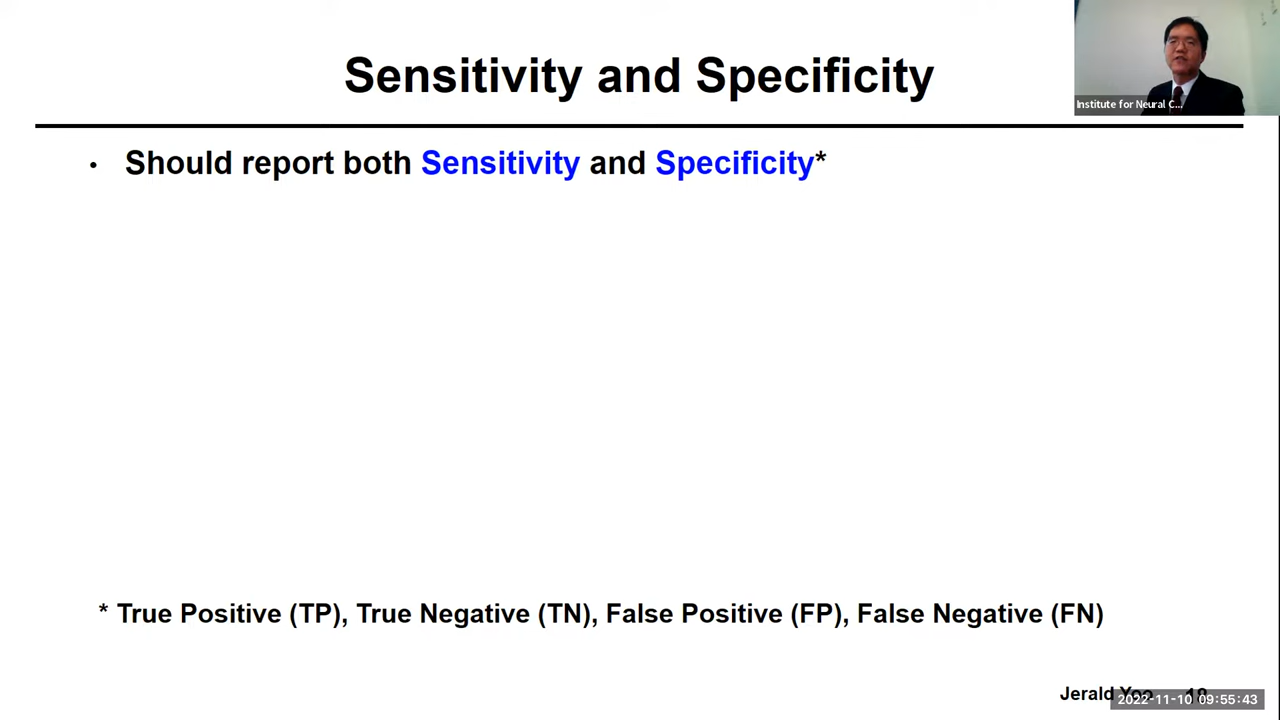 Sensitivity and Specificity
Institute for Neural C...
• Should report both Sensitivity and Specificity*
* True Positive (TP), True Negative (TN), False Positive (FP), False Negative (FN)
Jerald Yoo 18
2022-11-10 09:55:43